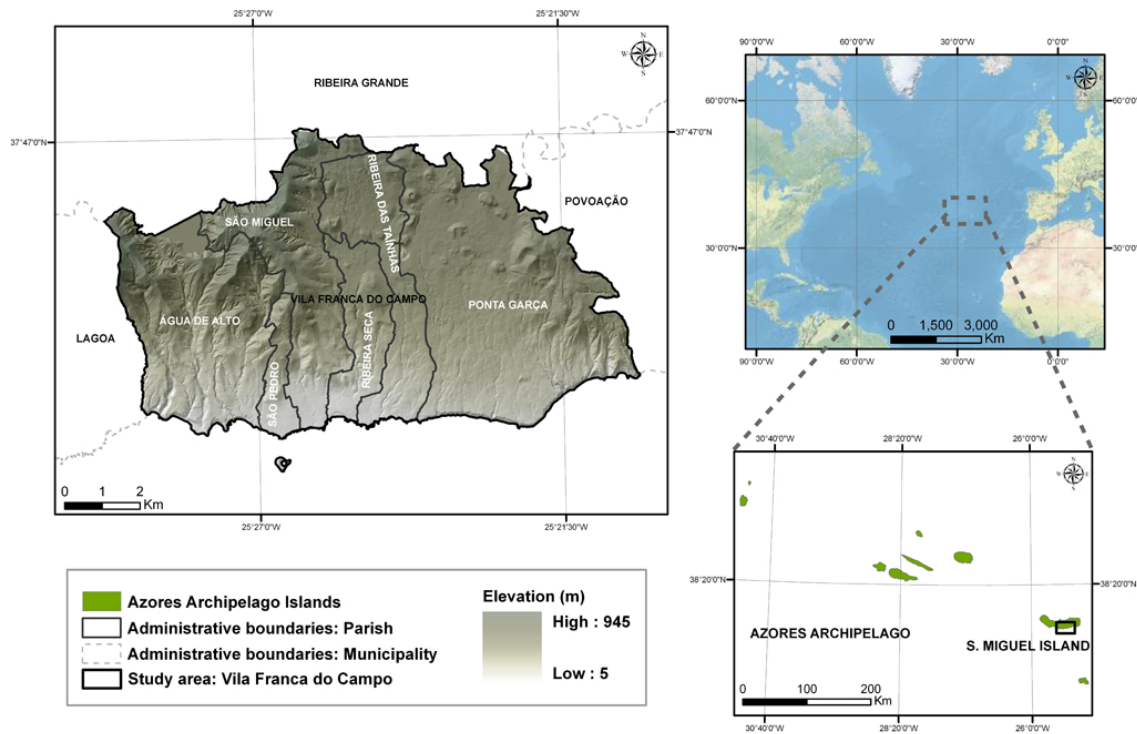 25°27'0"W
25°21'30"W
N
W
E
S
RIBEIRA GRANDE
37°47'0"N
37°47'0"N
RIBEIRA DAS TAÍNHAS
POVOAÇÃO
SÃO MIGUEL
VILA FRANCA DO CAMPO
PONTA GARÇA
ÁGUA DE ALTO
LAGOA
RIBEIRA SECA
SÃO PEDRO
0 1 2
Km
25°27'0"W
25°21'30"W
90°0'0"W
60°0'0"W
30°0'0"W
0°0'0"
N
W
E
S
60°0'0"N
60°0'0"N
30°0'0"N
30°0'0"N
0 1,500 3,000
Km
90°0'0"W
60°0'0"W
30°0'0"W
0°0'0"
30°40'0"W
28°20'0"W
26°0'0"W
N
W
E
S
38°20'0"N
38°20'0"N
AZORES ARCHIPELAGO
S. MIGUEL ISLAND
0 100 200
Km
30°40'0"W
28°20'0"W
26°0'0"W
Azores Archipelago Islands
Administrative boundaries: Parish
Administrative boundaries: Municipality
Study area: Vila Franca do Campo
Elevation (m)
High : 945
Low : 5